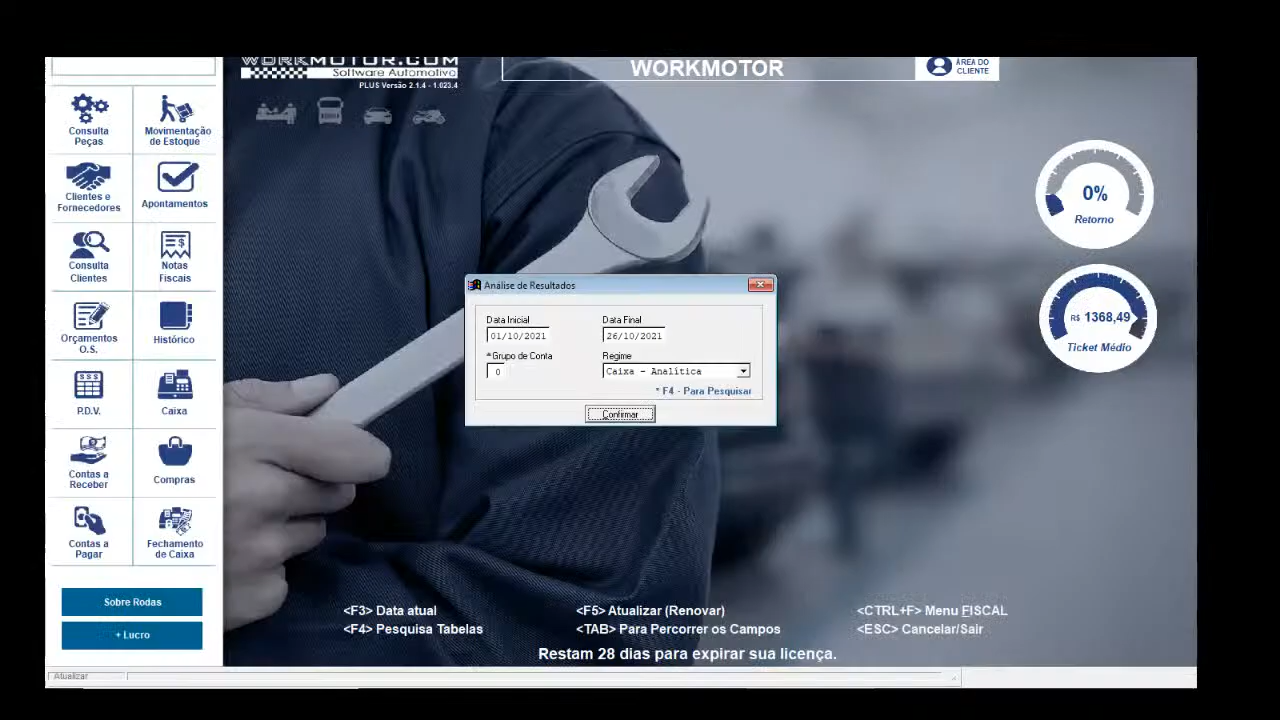 WORKMOTOR.COM
Software Automotivo
PLUS Versão 2.1.4 - 1.023.4
WORKMOTOR
ÁREA DO
CLIENTE
Consulta
Peças
Movimentação
de Estoque
Clientes e
Fornecedores
Apontamentos
Consulta
Clientes
Notas
Fiscais
Orçamentos
O.S.
Histórico
P.D.V.
Caixa
Contas a
Receber
Compras
Contas a
Pagar
Fechamento
de Caixa
Sobre Rodas
+ Lucro
0%
Retorno
R$ 1368,49
Ticket Médio
Análise de Resultados
Data Inicial
Data Final
01/10/2021
26/10/2021
*Grupo de Conta
Regime
0
Caixa - Analítica
* F4 - Para Pesquisar
Confirmar
<F3> Data atual
<F5> Atualizar (Renovar)
<CTRL+F> Menu FISCAL
<F4> Pesquisa Tabelas
<TAB> Para Percorrer os Campos
<ESC> Cancelar/Sair
Restam 28 dias para expirar sua licença.
Atualizar